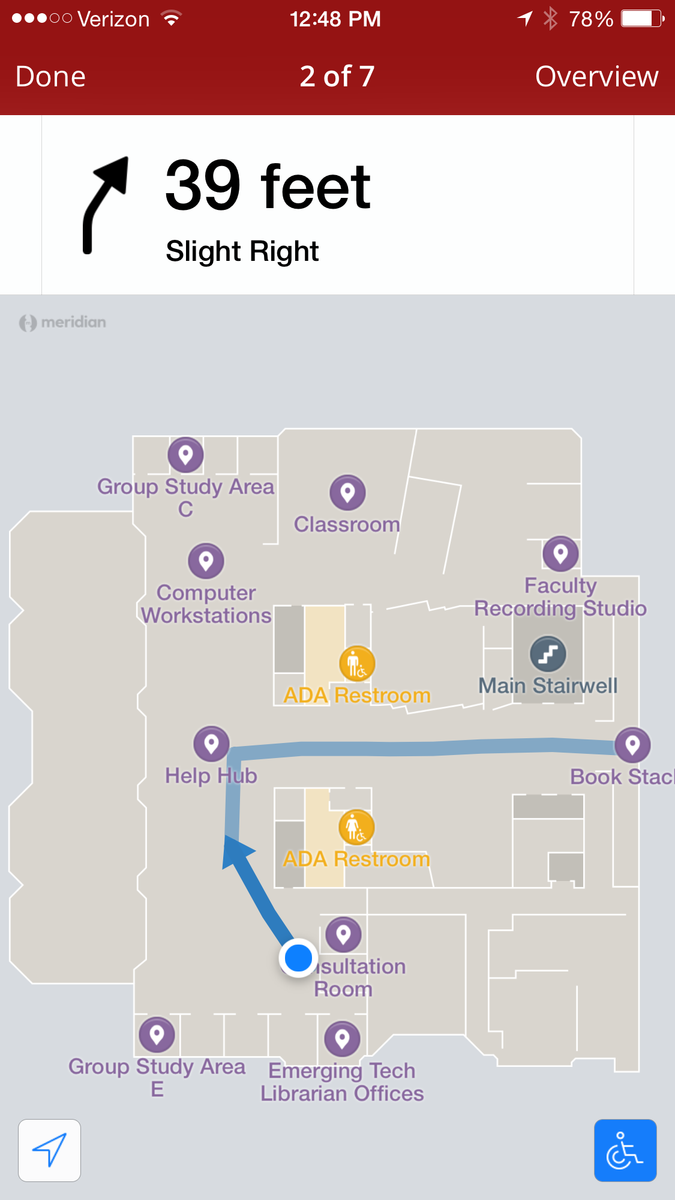 Verizon 12:48 PM 78%
Done 2 of 7 Overview
39 feet
Slight Right
meridian
Group Study Area
C
Classroom
Computer
Workstations
Faculty
Recording Studio
ADA Restroom
Main Stairwell
Help Hub
Book Stac
ADA Restroom
nsultation
Room
Group Study Area
E
Emerging Tech
Librarian Offices